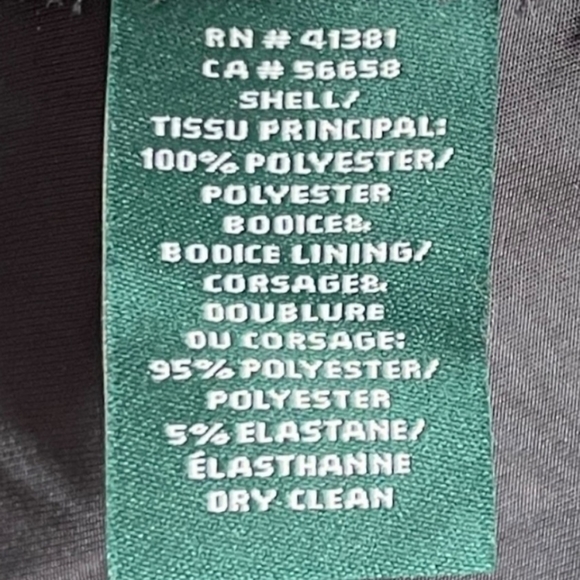 RN # 41381
CA # 56658
SHELL/
TISSU PRINCIPAL:
100% POLYESTER/
POLYESTER
BODICE&
BODICE LINING/
CORSAGE&
DOUBLURE
DU CORSAGE:
95% POLYESTER/
POLYESTER
5% ELASTANE/
ÉLASTHANNE
DRY CLEAN